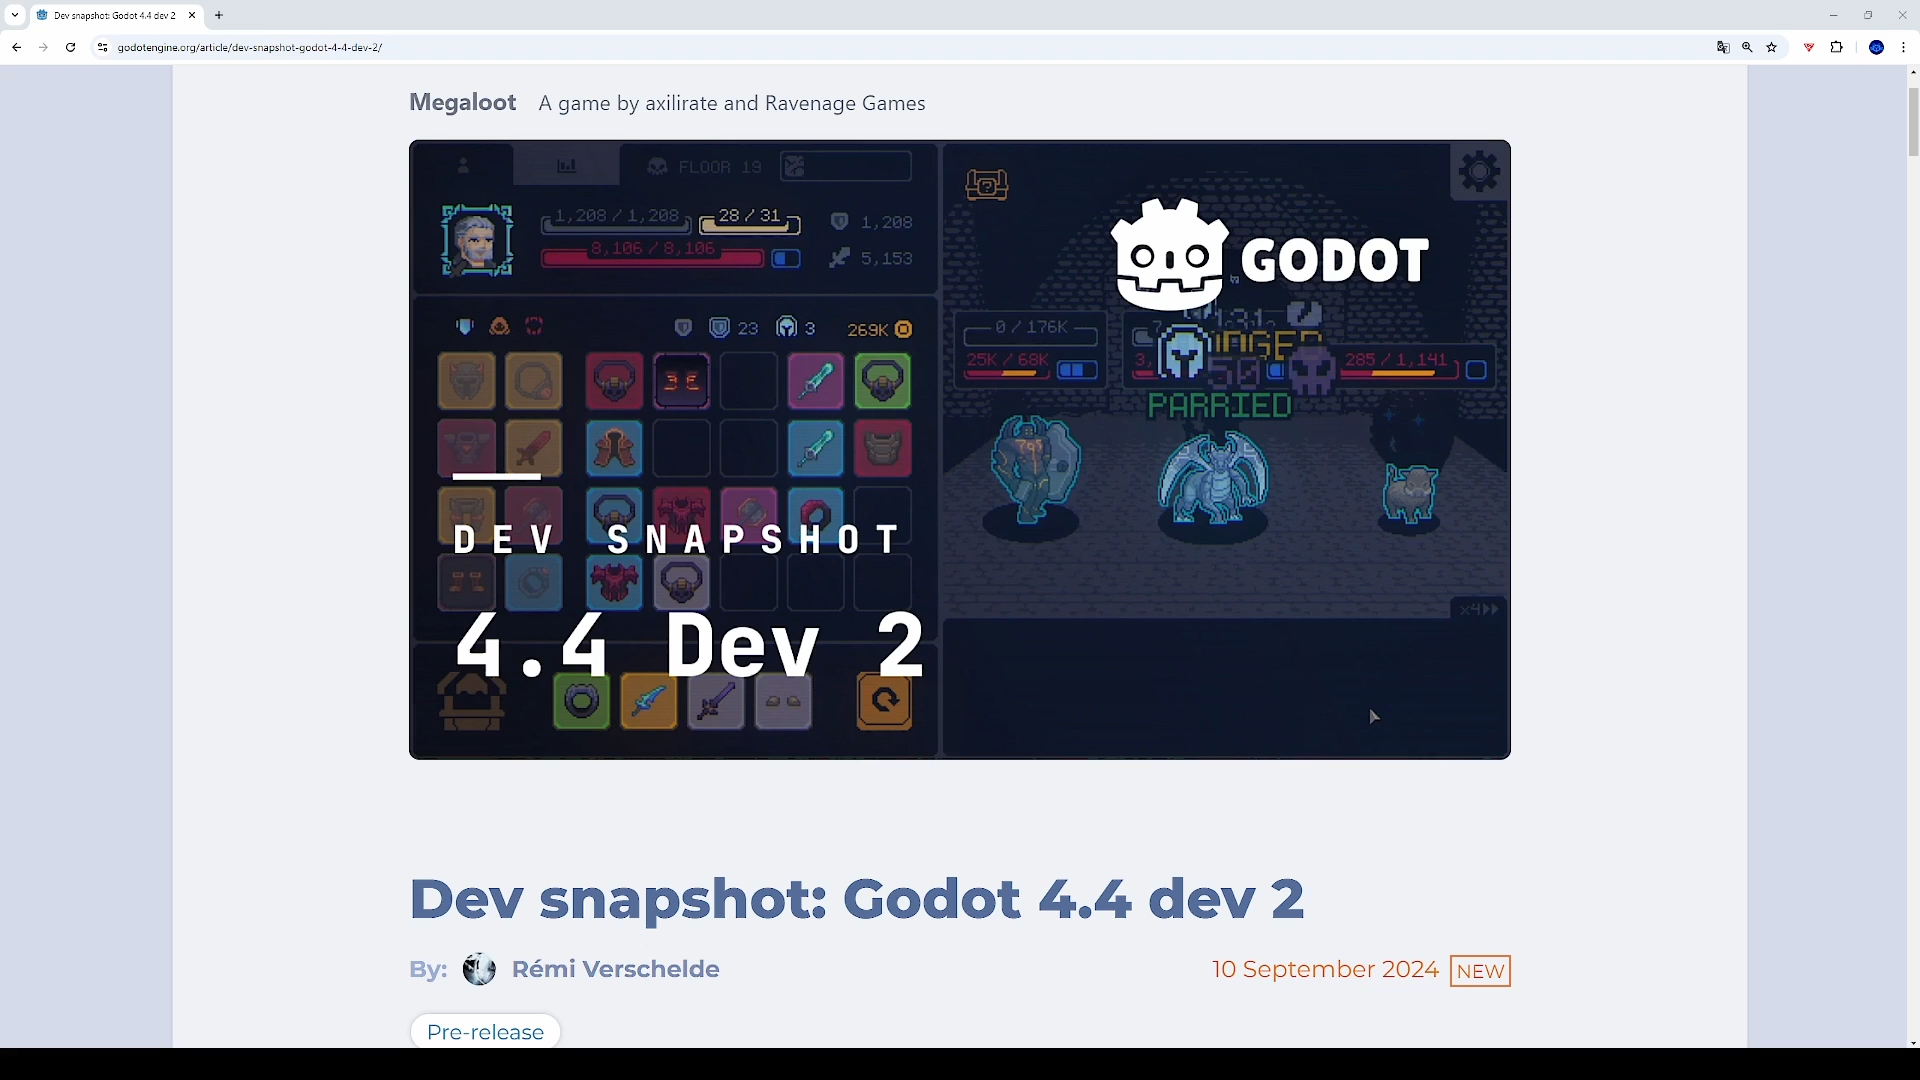 Dev snapshot: Godot 4.4 dev 2
godotengine.org/article/dev-snapshot-godot-4-4-dev-2/
Megaloot A game by axilirate and Ravenage Games
FLOOR 19
1,208 / 1,208
28 / 31
1,208
8,106 / 8,106
5,153
GODOT
23
3
269K
0 / 176K
25K / 68K
285 / 1,141
50
PARRIED
DEV SNAPSHOT
x4
4.4 Dev 2
Dev snapshot: Godot 4.4 dev 2
By: Rémi Verschelde
10 September 2024 NEW
Pre-release